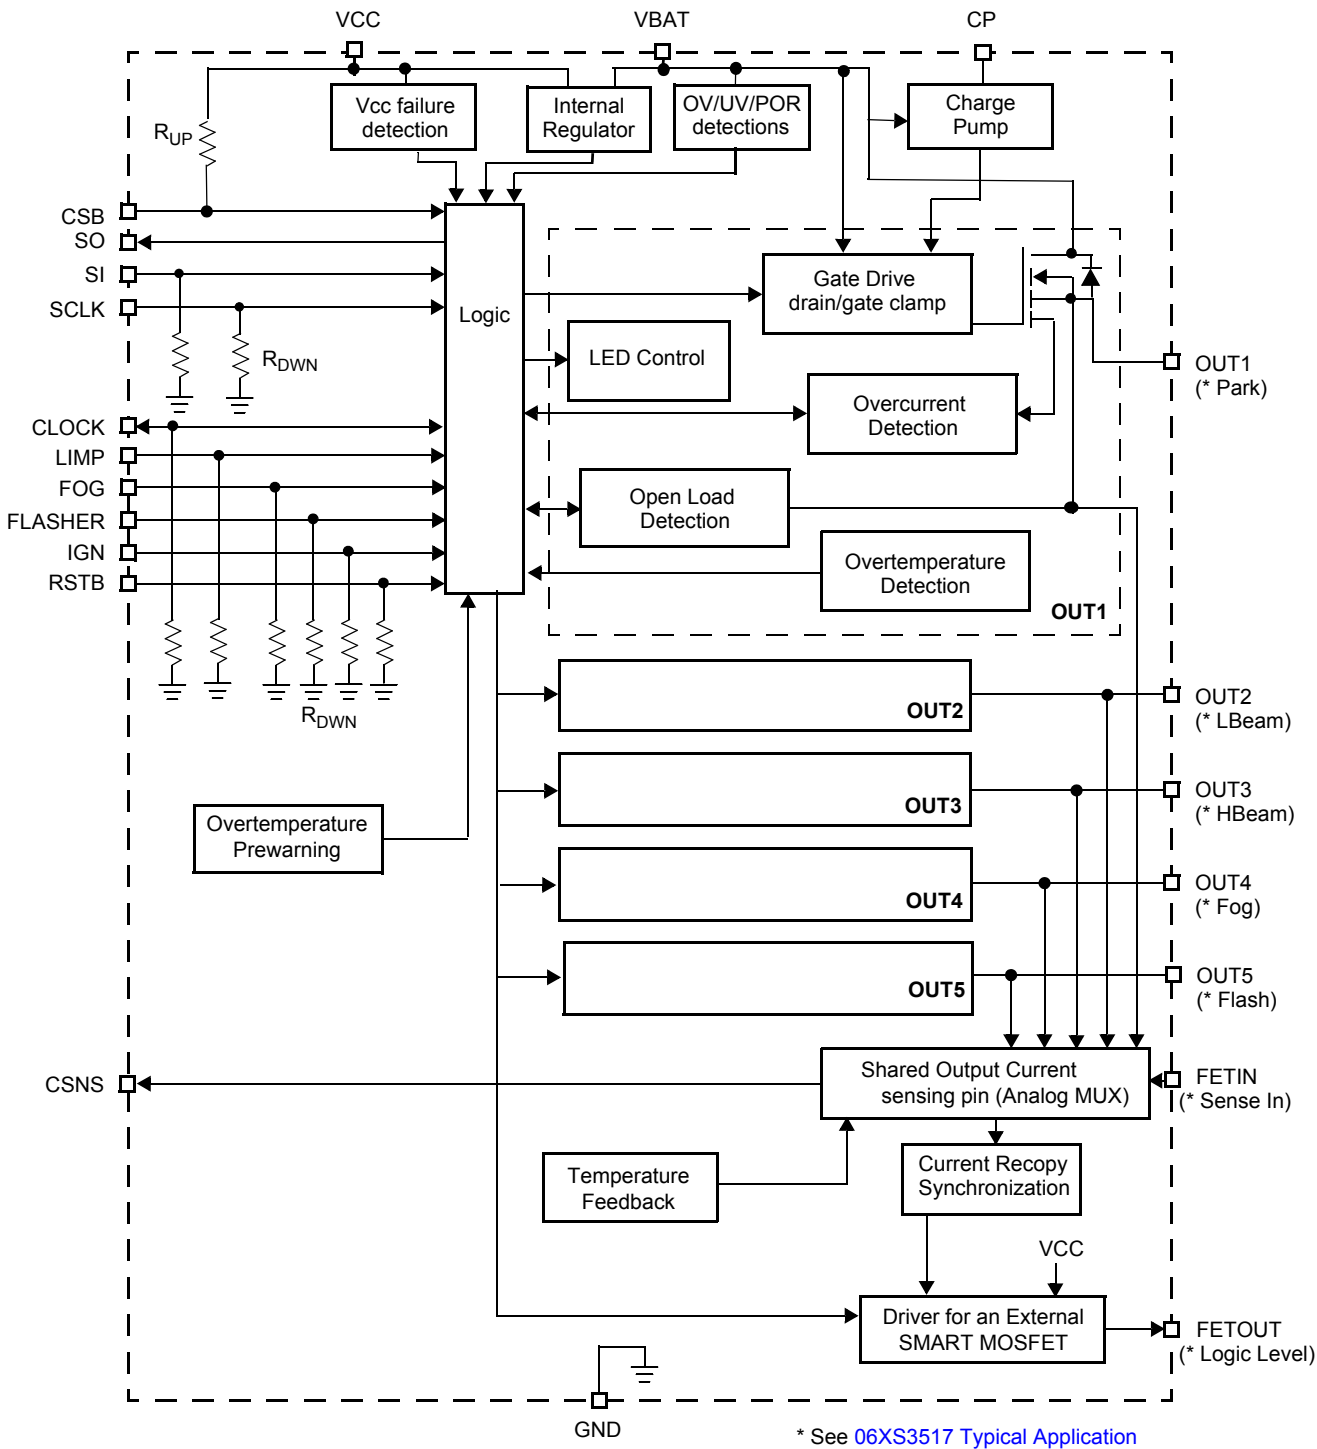 VCC
VBAT
CP
Vcc failure
detection
Internal
Regulator
OV/UV/POR
detections
Charge
Pump
RUP
CSB
SO
SI
SCLK
RDWN
CLOCK
LIMP
FOG
FLASHER
IGN
RSTB
RDWN
Logic
Gate Drive
drain/gate clamp
LED Control
Overcurrent
Detection
Open Load
Detection
Overtemperature
Detection
OUT1
OUT1
(* Park)
OUT2
OUT2
(* LBeam)
OUT3
OUT3
(* HBeam)
Overtemperature
Prewarning
OUT4
OUT4
(* Fog)
OUT5
OUT5
(* Flash)
CSNS
Shared Output Current
sensing pin (Analog MUX)
FETIN
(* Sense In)
Temperature
Feedback
Current Recopy
Synchronization
VCC
Driver for an External
SMART MOSFET
FETOUT
(* Logic Level)
GND
* See 06XS3517 Typical Application